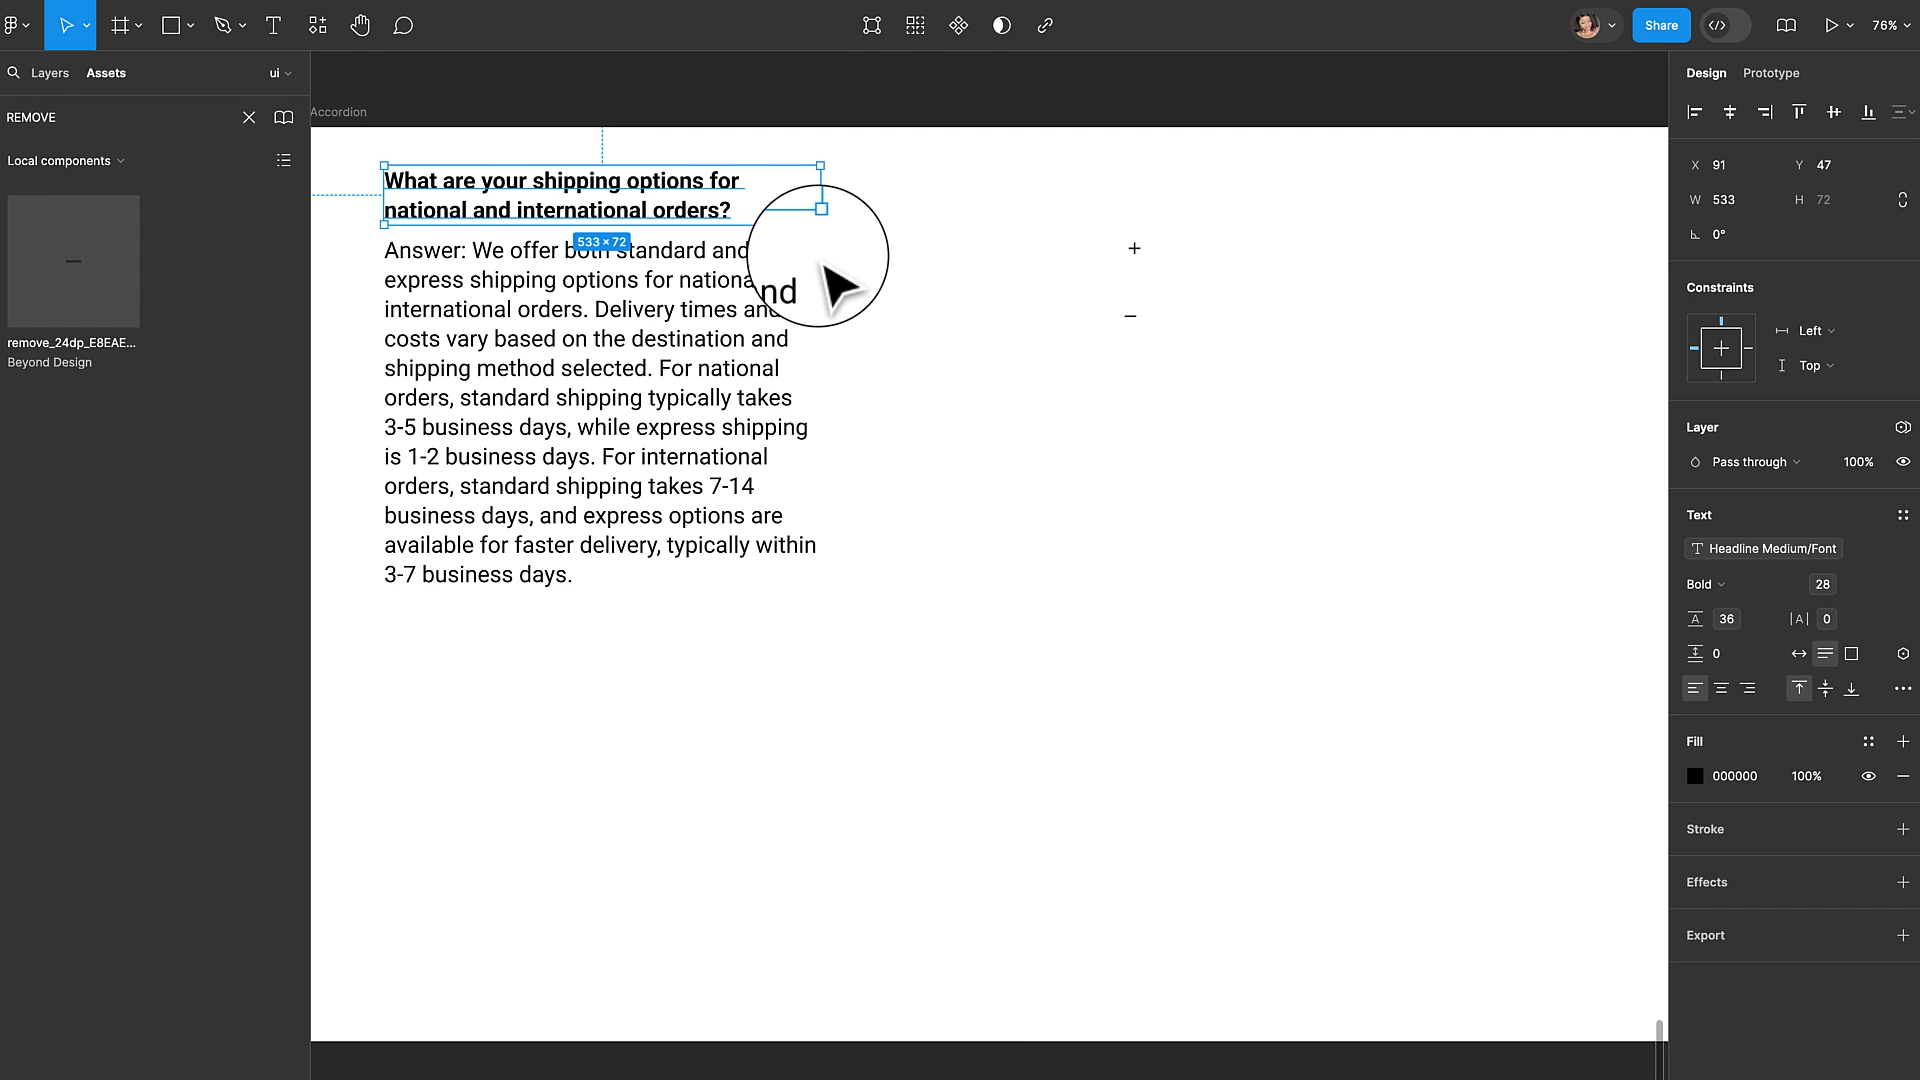 Share
76%
Layers
Assets
ui
REMOVE
Local components
remove_24dp_E8EAE...
Beyond Design
Accordion
What are your shipping options for
national and international orders?
533 × 72
Answer: We offer both standard and
express shipping options for nationa
international orders. Delivery times and
costs vary based on the destination and
shipping method selected. For national
orders, standard shipping typically takes
3-5 business days, while express shipping
is 1-2 business days. For international
orders, standard shipping takes 7-14
business days, and express options are
available for faster delivery, typically within
3-7 business days.
nd
+
−
Design
Prototype
X 91
Y 47
W 533
H 72
0°
Constraints
Left
Top
Layer
Pass through
100%
Text
Headline Medium/Font
Bold
28
36
|A| 0
0
Fill
000000
100%
Stroke
Effects
Export